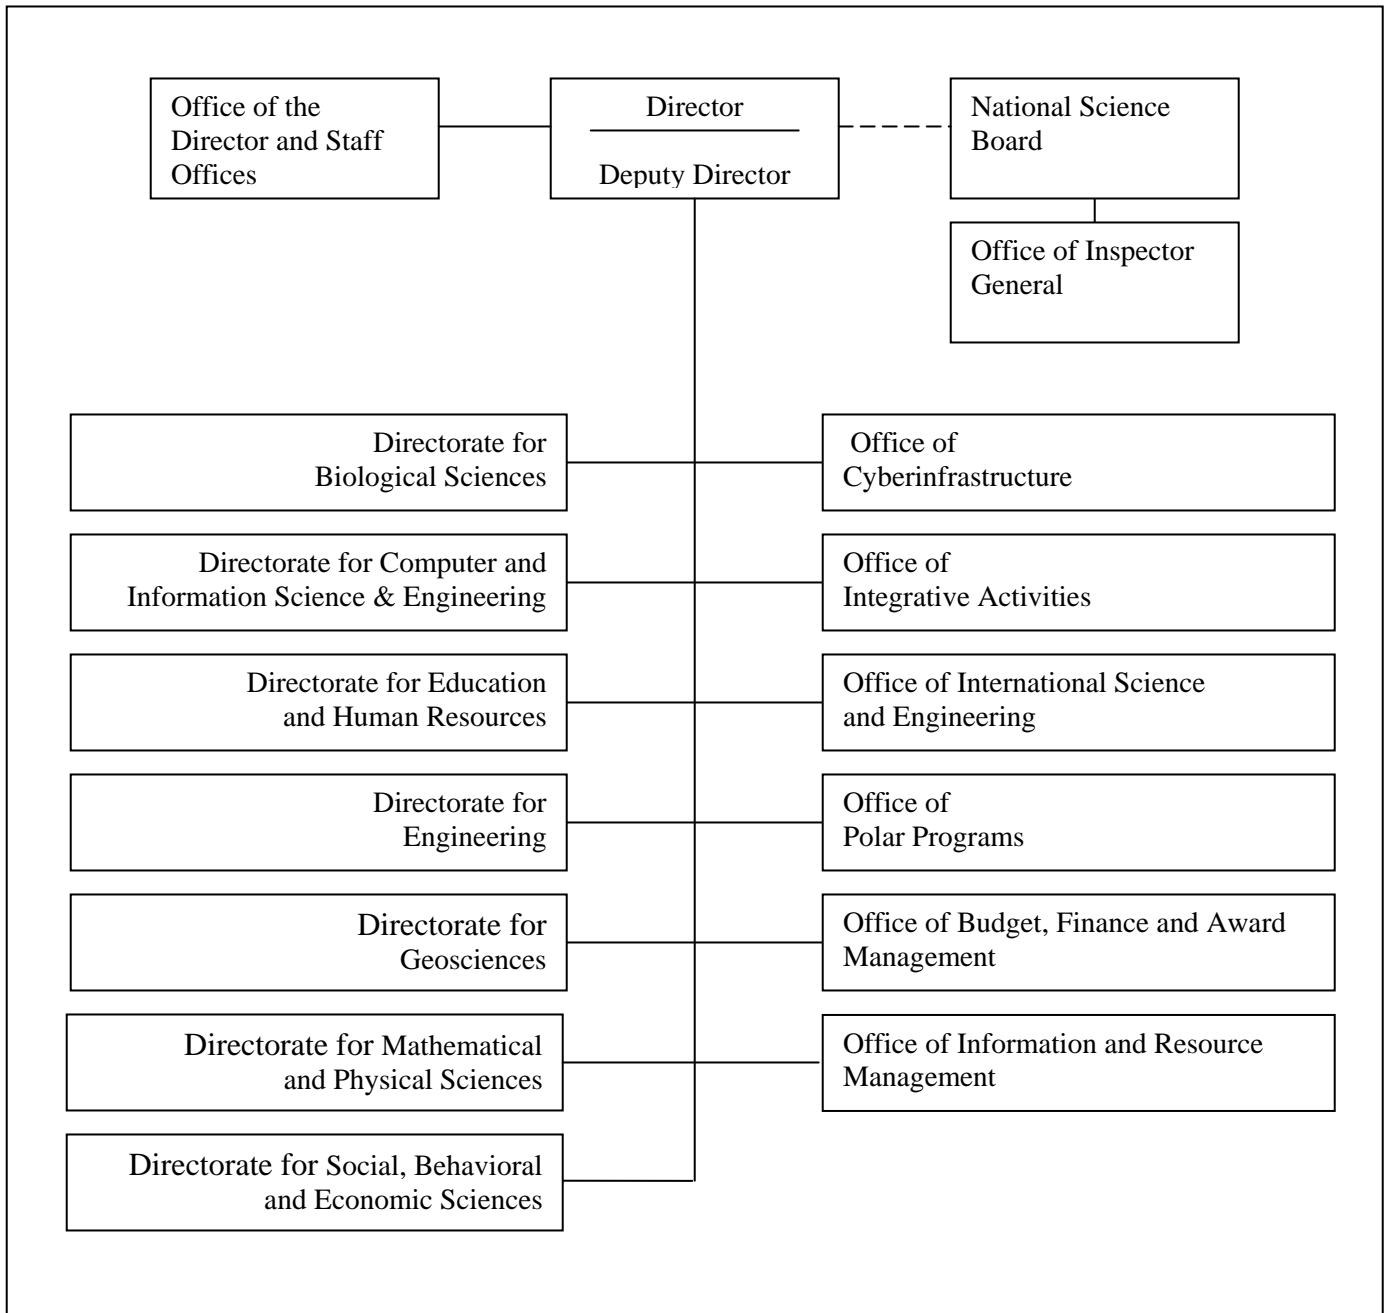 Office of the
Director and Staff
Offices
Director
Deputy Director
National Science
Board
Office of Inspector
General
Directorate for
Biological Sciences
Office of
Cyberinfrastructure
Directorate for Computer and
Information Science & Engineering
Office of
Integrative Activities
Directorate for Education
and Human Resources
Office of International Science
and Engineering
Directorate for
Engineering
Office of
Polar Programs
Directorate for
Geosciences
Office of Budget, Finance and Award
Management
Directorate for Mathematical
and Physical Sciences
Office of Information and Resource
Management
Directorate for Social, Behavioral
and Economic Sciences